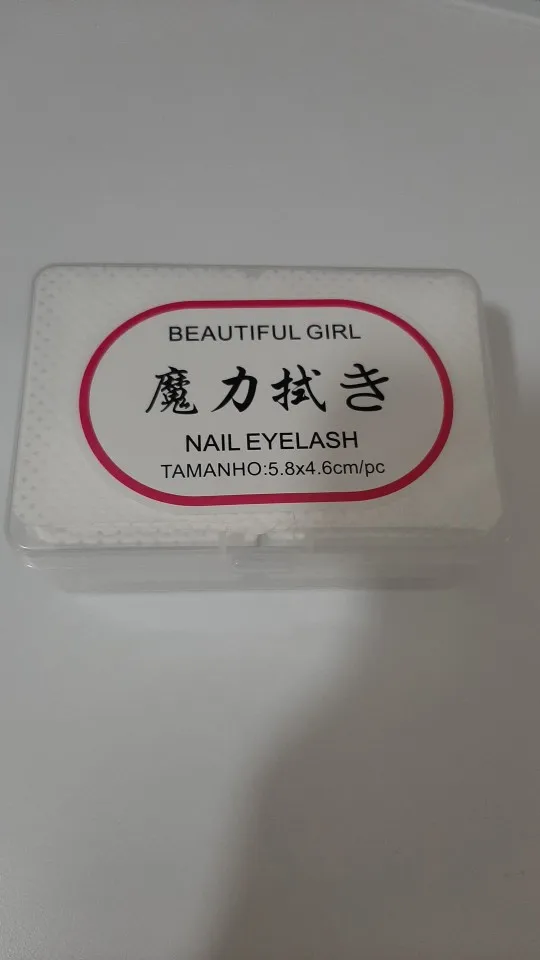 BEAUTIFUL GIRL
魔力拭き
NAIL EYELASH
TAMANHO:5.8x4.6cm/pc